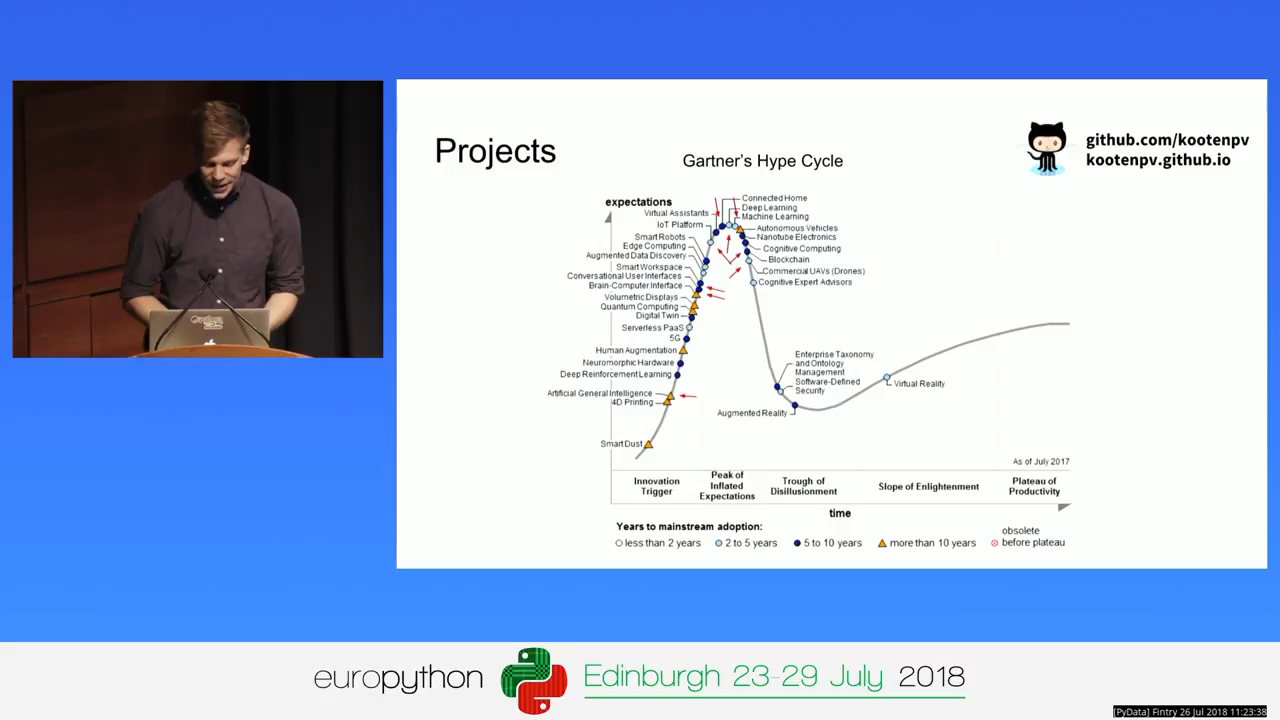 Projects
Gartner's Hype Cycle
github.com/kootenpv
kootenpv.github.io
expectations
Connected Home
Deep Learning
Machine Learning
Virtual Assistants
IoT Platform
Autonomous Vehicles
Smart Robots
Nanotube Electronics
Edge Computing
Cognitive Computing
Augmented Data Discovery
Blockchain
Smart Workspace
Commercial UAVs (Drones)
Conversational User Interfaces
Cognitive Expert Advisors
Brain-Computer Interface
Volumetric Displays
Quantum Computing
Digital Twin
Serverless PaaS
5G
Human Augmentation
Neuromorphic Hardware
Deep Reinforcement Learning
Enterprise Taxonomy
and Ontology
Management
Software-Defined
Security
Virtual Reality
Artificial General Intelligence
4D Printing
Augmented Reality
Smart Dust
As of July 2017
Innovation
Trigger
Peak of
Inflated
Expectations
Trough of
Disillusionment
Slope of Enlightenment
Plateau of
Productivity
time
Years to mainstream adoption:
less than 2 years
2 to 5 years
5 to 10 years
more than 10 years
obsolete
before plateau
europython
Edinburgh 23-29 July 2018
[PyData] Fintry 26 Jul 2018 11:23:38